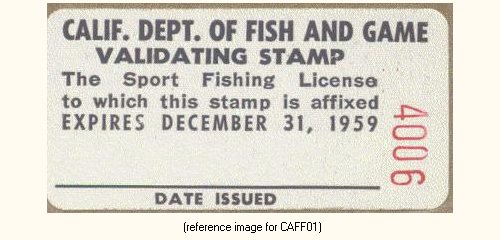 CALIF. DEPT. OF FISH AND GAME
VALIDATING STAMP
The Sport Fishing License
to which this stamp is affixed
EXPIRES DECEMBER 31, 1959
4006
DATE ISSUED
(reference image for CAFF01)